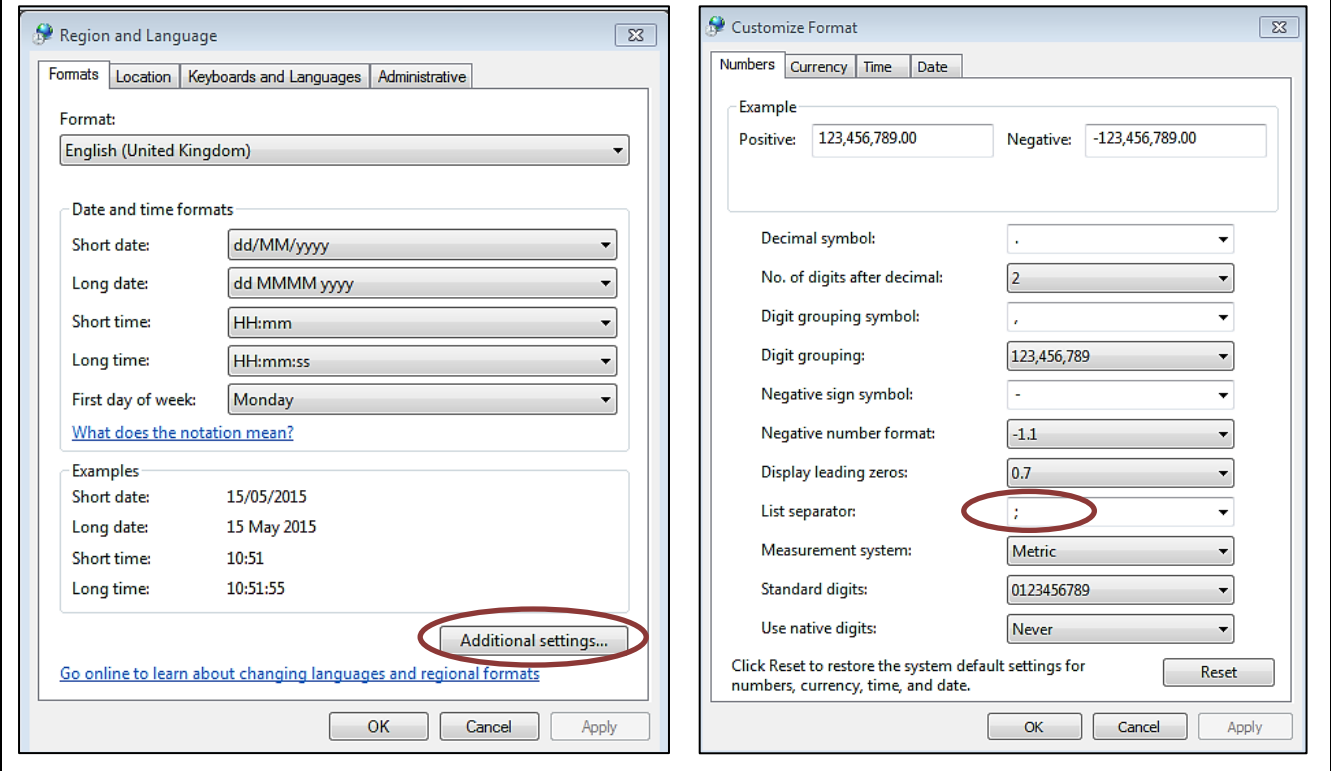 Region and Language
Formats Location Keyboards and Languages Administrative
Format:
English (United Kingdom)
Date and time formats
Short date: dd/MM/yyyy
Long date: dd MMMM yyyy
Short time: HH:mm
Long time: HH:mm:ss
First day of week: Monday
What does the notation mean?
Examples
Short date: 15/05/2015
Long date: 15 May 2015
Short time: 10:51
Long time: 10:51:55
Additional settings...
Go online to learn about changing languages and regional formats
OK Cancel Apply
Customize Format
Numbers Currency Time Date
Example
Positive: 123,456,789.00 Negative: -123,456,789.00
Decimal symbol: .
No. of digits after decimal: 2
Digit grouping symbol: ,
Digit grouping: 123,456,789
Negative sign symbol: -
Negative number format: -1.1
Display leading zeros: 0.7
List separator: ;
Measurement system: Metric
Standard digits: 0123456789
Use native digits: Never
Click Reset to restore the system default settings for
numbers, currency, time, and date.
Reset
OK Cancel Apply